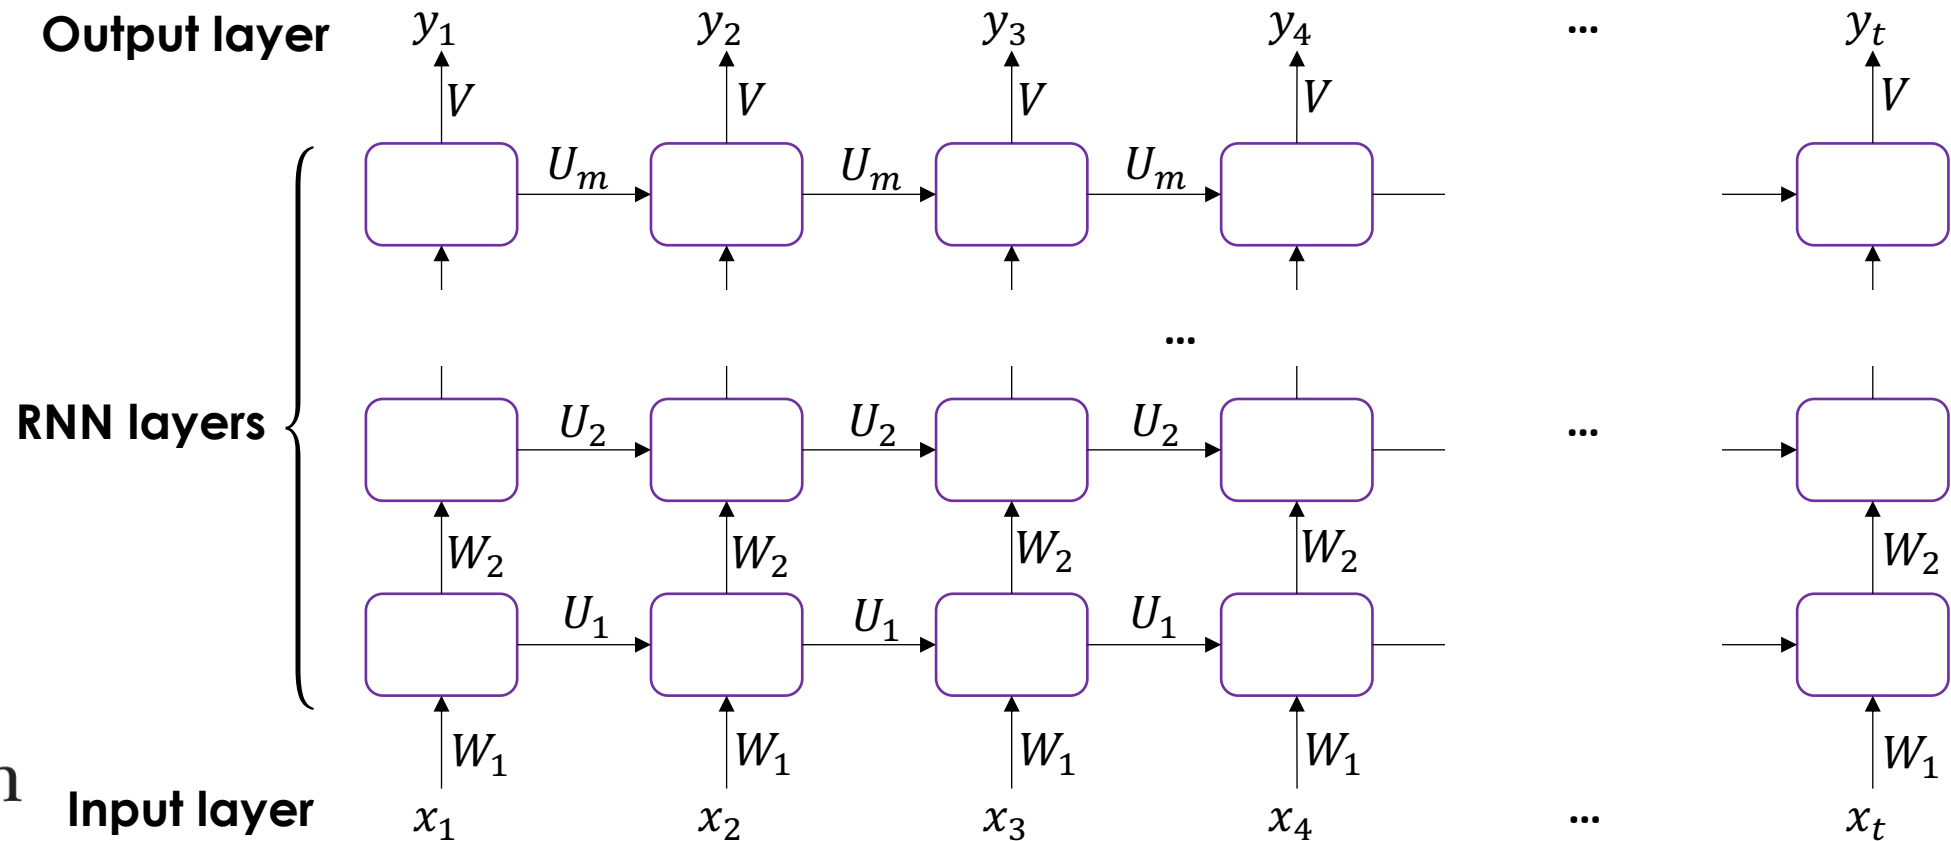 Output layer y₁ y₂ y₃ y₄ ... yₜ
V V V V V
Uₘ Uₘ Uₘ
...
RNN layers U₂ U₂ U₂ ...
W₂ W₂ W₂ W₂ W₂
U₁ U₁ U₁
W₁ W₁ W₁ W₁ W₁
n
Input layer x₁ x₂ x₃ x₄ ... xₜ